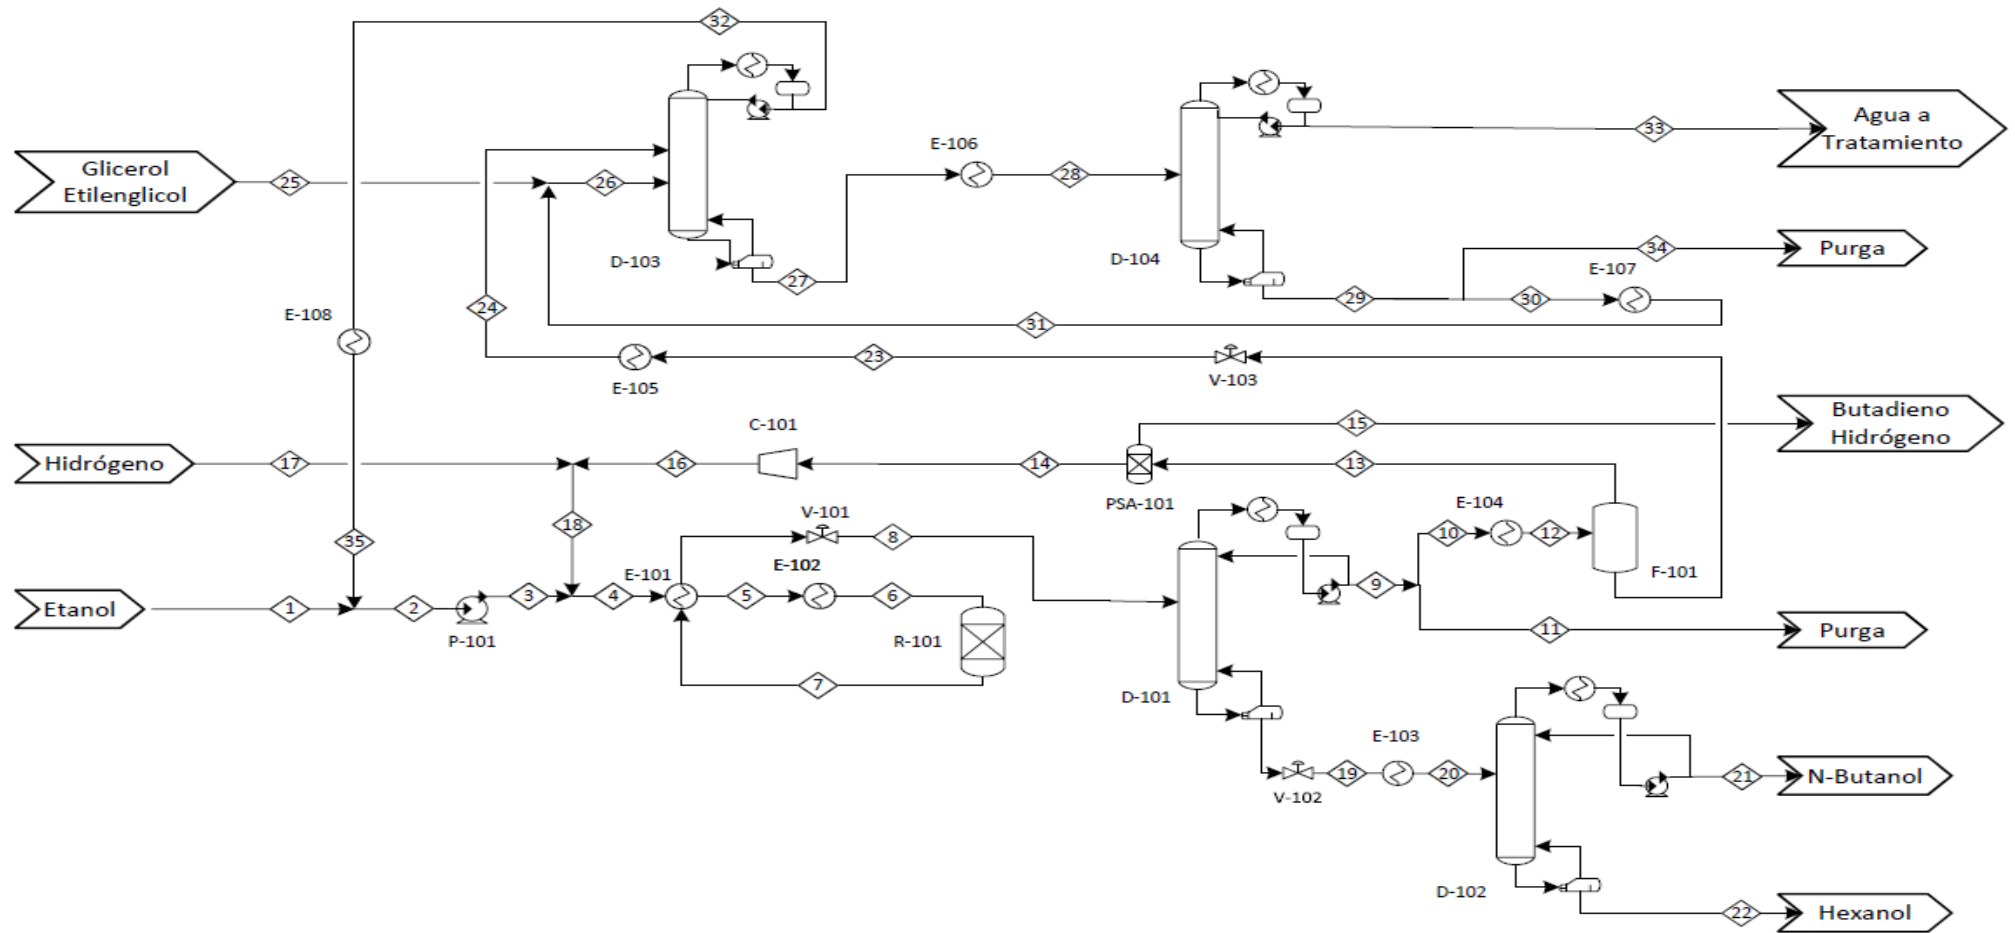 32
Glicerol
Etilenglicol
25
26
D-103
27
E-106
28
D-104
33
Agua a
Tratamiento
34
Purga
E-107
29
30
31
24
E-108
E-105
23
V-103
Butadieno
Hidrógeno
15
C-101
Hidrógeno
17
16
14
PSA-101
13
18
V-101
8
E-104
10
12
F-101
35
Etanol
1
2
P-101
3
4
E-101
5
E-102
6
R-101
7
9
11
Purga
D-101
V-102
19
E-103
20
21
N-Butanol
D-102
22
Hexanol